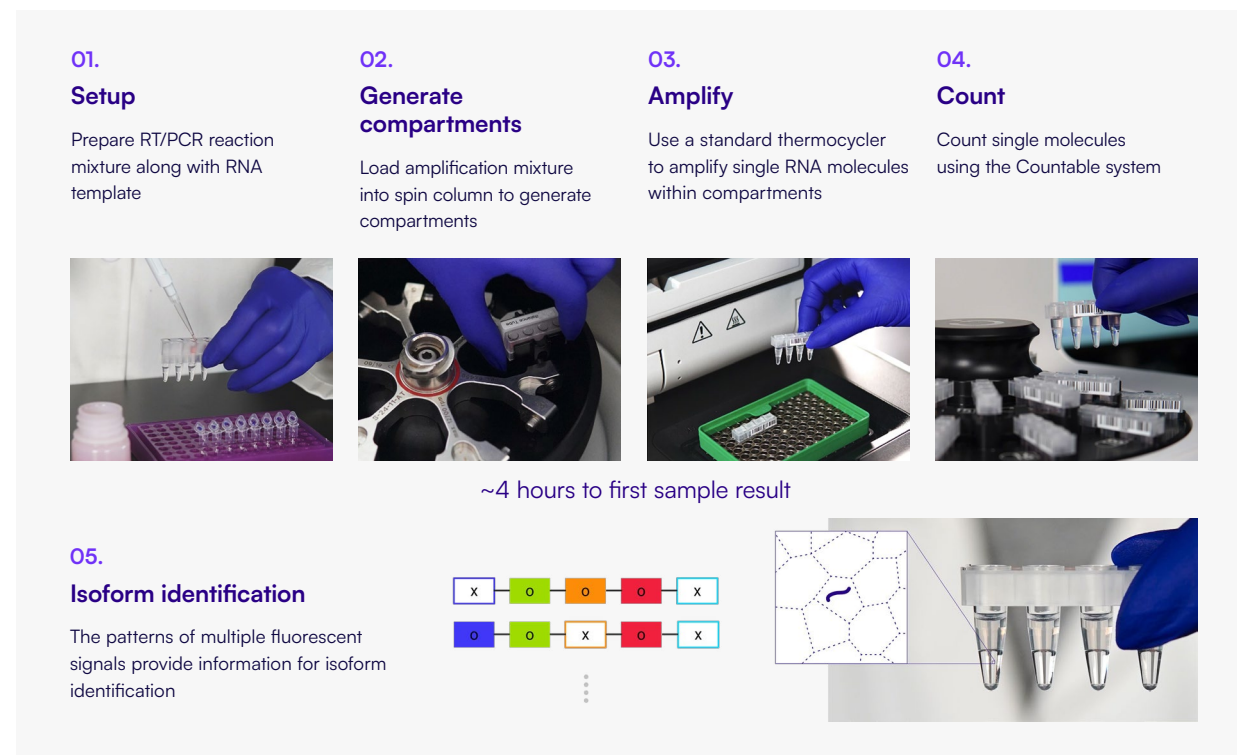 01.
Setup
Prepare RT/PCR reaction
mixture along with RNA
template
02.
Generate
compartments
Load amplification mixture
into spin column to generate
compartments
03.
Amplify
Use a standard thermocycler
to amplify single RNA molecules
within compartments
04.
Count
Count single molecules
using the Countable system
~4 hours to first sample result
05.
Isoform identification
The patterns of multiple fluorescent
signals provide information for isoform
identification
X O O O X
O O X O X